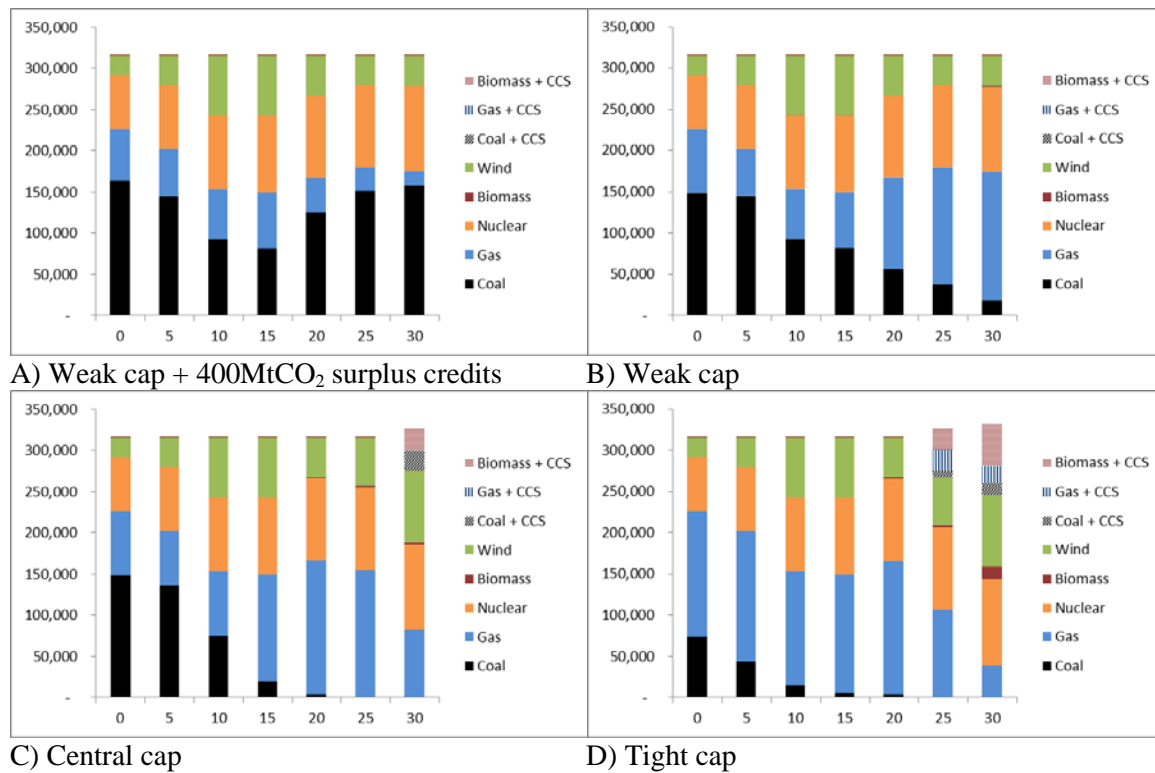 350,000
300,000
250,000
200,000
150,000
100,000
50,000
-
0 5 10 15 20 25 30
Biomass + CCS
Gas + CCS
Coal + CCS
Wind
Biomass
Nuclear
Gas
Coal
A) Weak cap + 400MtCO₂ surplus credits
350,000
300,000
250,000
200,000
150,000
100,000
50,000
-
0 5 10 15 20 25 30
Biomass + CCS
Gas + CCS
Coal + CCS
Wind
Biomass
Nuclear
Gas
Coal
B) Weak cap
350,000
300,000
250,000
200,000
150,000
100,000
50,000
-
0 5 10 15 20 25 30
Biomass + CCS
Gas + CCS
Coal + CCS
Wind
Biomass
Nuclear
Gas
Coal
C) Central cap
350,000
300,000
250,000
200,000
150,000
100,000
50,000
-
0 5 10 15 20 25 30
Biomass + CCS
Gas + CCS
Coal + CCS
Wind
Biomass
Nuclear
Gas
Coal
D) Tight cap